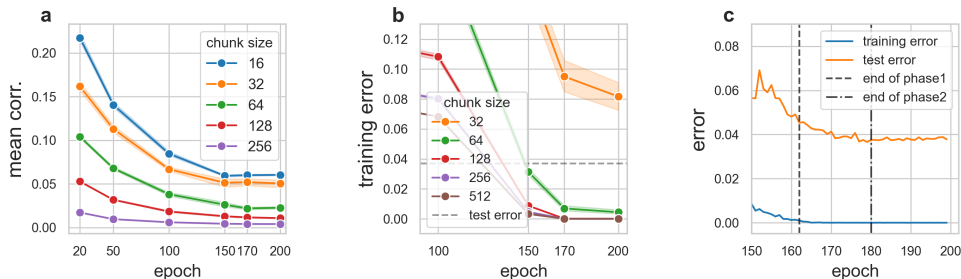 a
mean corr.
0.20
0.15
0.10
0.05
0.00
20 50 100 150 170 200
epoch
chunk size
16
32
64
128
256
b
training error
0.12
0.10
0.08
0.06
0.04
0.02
0.00
100 150 170 200
epoch
chunk size
32
64
128
256
512
test error
c
error
0.08
0.06
0.04
0.02
0.00
150 160 170 180 190 200
epoch
training error
test error
end of phase1
end of phase2